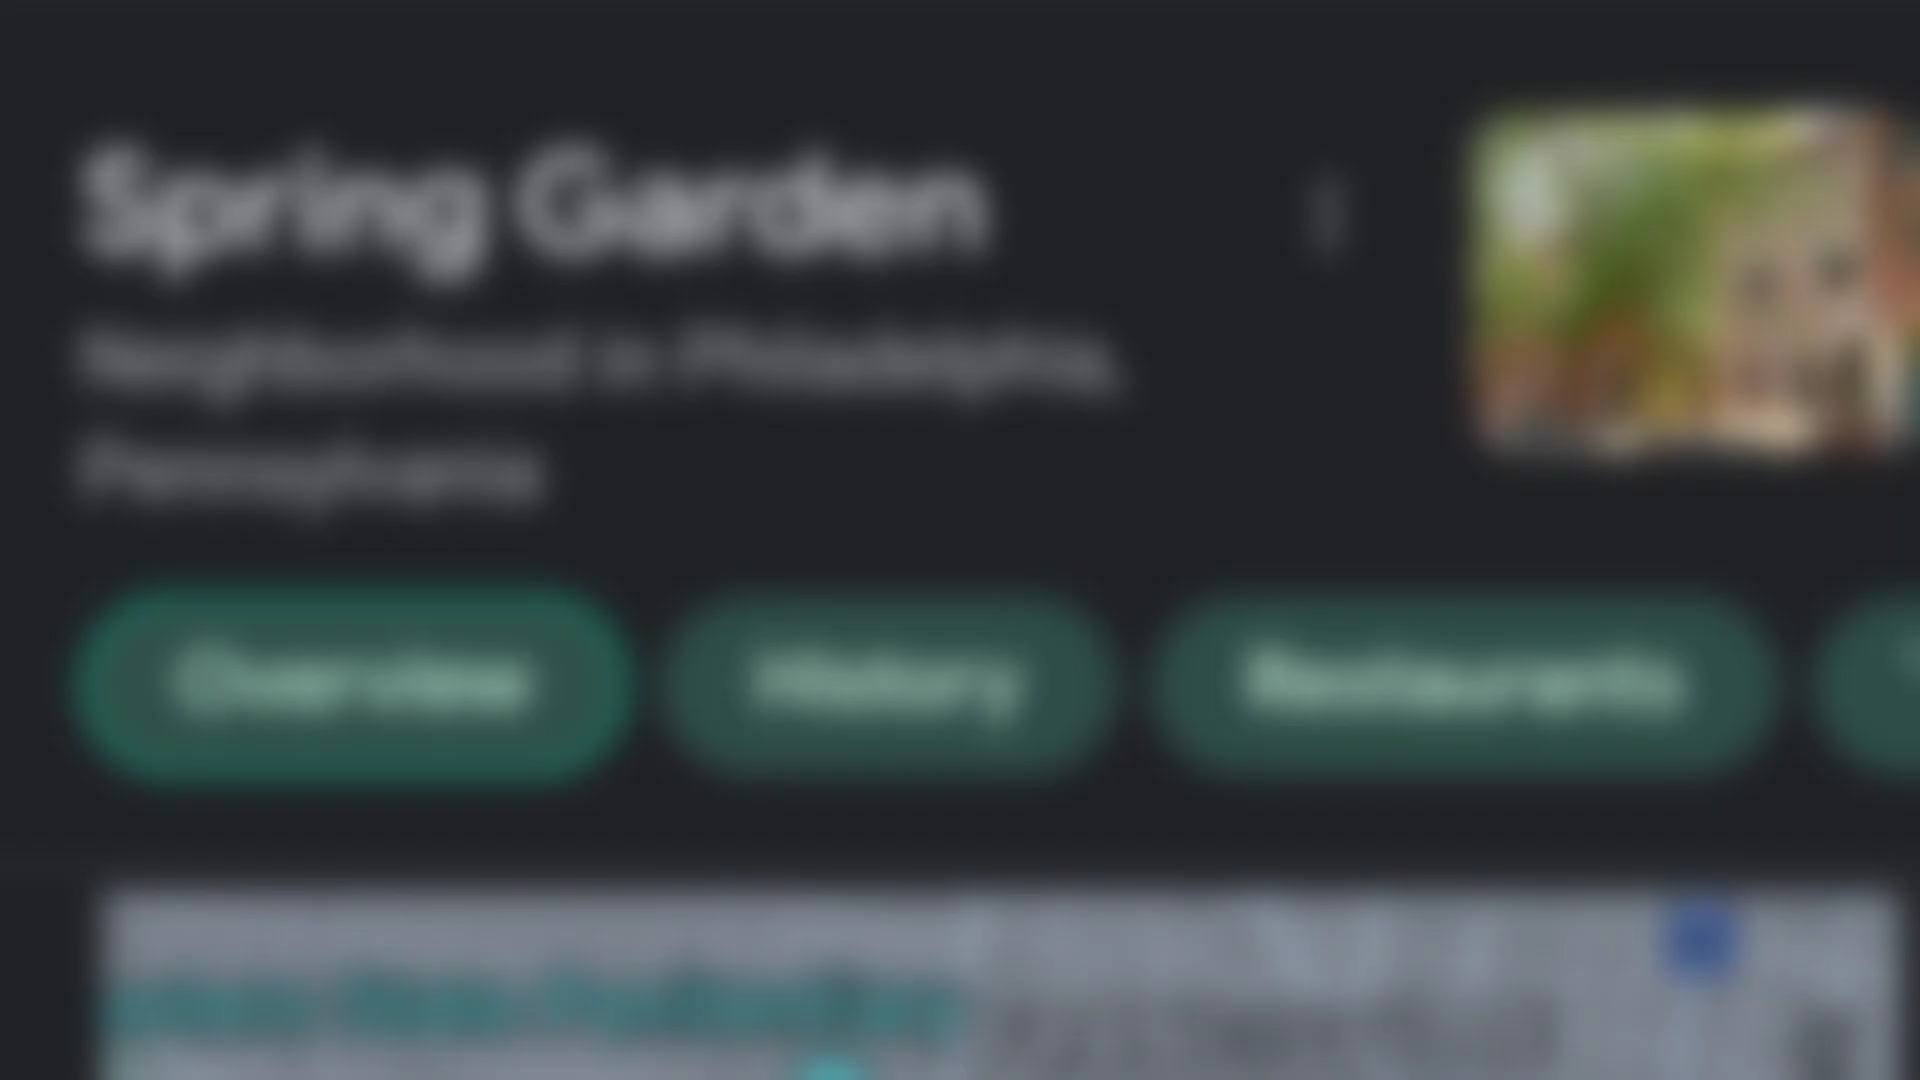 Spring Garden
Neighborhood in Philadelphia,
Pennsylvania
Overview
History
Restaurants